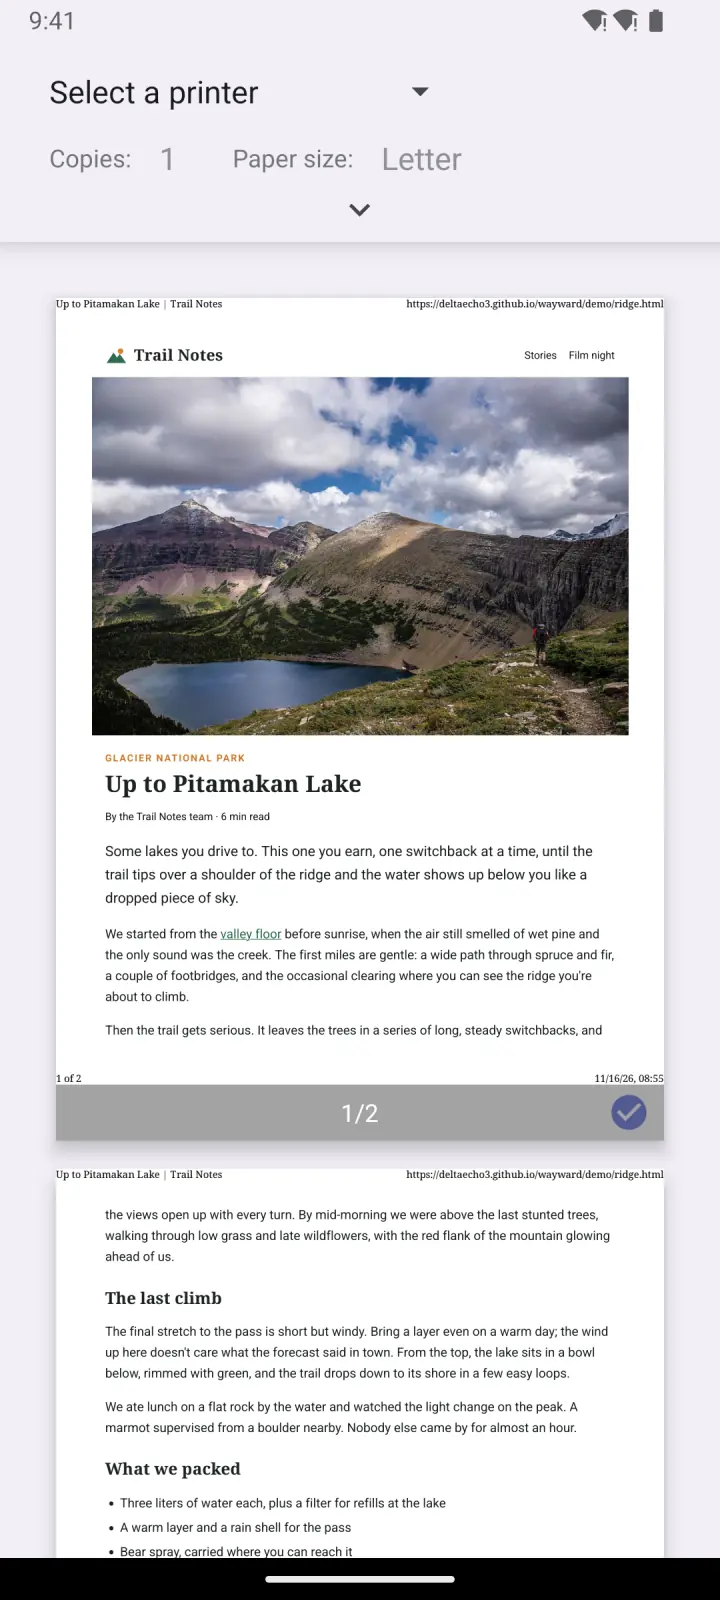 9:41
Select a printer
Copies: 1 Paper size: Letter
Up to Pitamakan Lake | Trail Notes https://deltaecho3.github.io/wayward/demo/ridge.html
Trail Notes Stories Film night
GLACIER NATIONAL PARK
Up to Pitamakan Lake
By the Trail Notes team · 6 min read
Some lakes you drive to. This one you earn, one switchback at a time, until the
trail tips over a shoulder of the ridge and the water shows up below you like a
dropped piece of sky.
We started from the valley floor before sunrise, when the air still smelled of wet pine and
the only sound was the creek. The first miles are gentle: a wide path through spruce and fir,
a couple of footbridges, and the occasional clearing where you can see the ridge you're
about to climb.
Then the trail gets serious. It leaves the trees in a series of long, steady switchbacks, and
1 of 2 11/16/26, 08:55
1/2
Up to Pitamakan Lake | Trail Notes https://deltaecho3.github.io/wayward/demo/ridge.html
the views open up with every turn. By mid-morning we were above the last stunted trees,
walking through low grass and late wildflowers, with the red flank of the mountain glowing
ahead of us.
The last climb
The final stretch to the pass is short but windy. Bring a layer even on a warm day; the wind
up here doesn't care what the forecast said in town. From the top, the lake sits in a bowl
below, rimmed with green, and the trail drops down to its shore in a few easy loops.
We ate lunch on a flat rock by the water and watched the light change on the peak. A
marmot supervised from a boulder nearby. Nobody else came by for almost an hour.
What we packed
• Three liters of water each, plus a filter for refills at the lake
• A warm layer and a rain shell for the pass
• Bear spray, carried where you can reach it